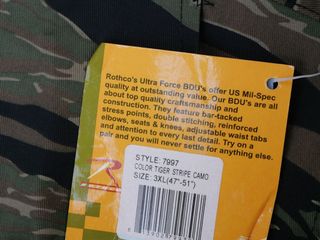 Rothco's Ultra Force BDU's offer US Mil-Spec
quality at outstanding value. Our BDU's are all
about top quality craftsmanship and
construction. They feature bar-tacked
stress points, double stitching, reinforced
elbows, seats & knees, adjustable waist tabs
and attention to every last detail. Try on a
pair and you will never settle for anything else.
STYLE: 7997
COLOR TIGER STRIPE CAMO
SIZE: 3XL(47"-51")